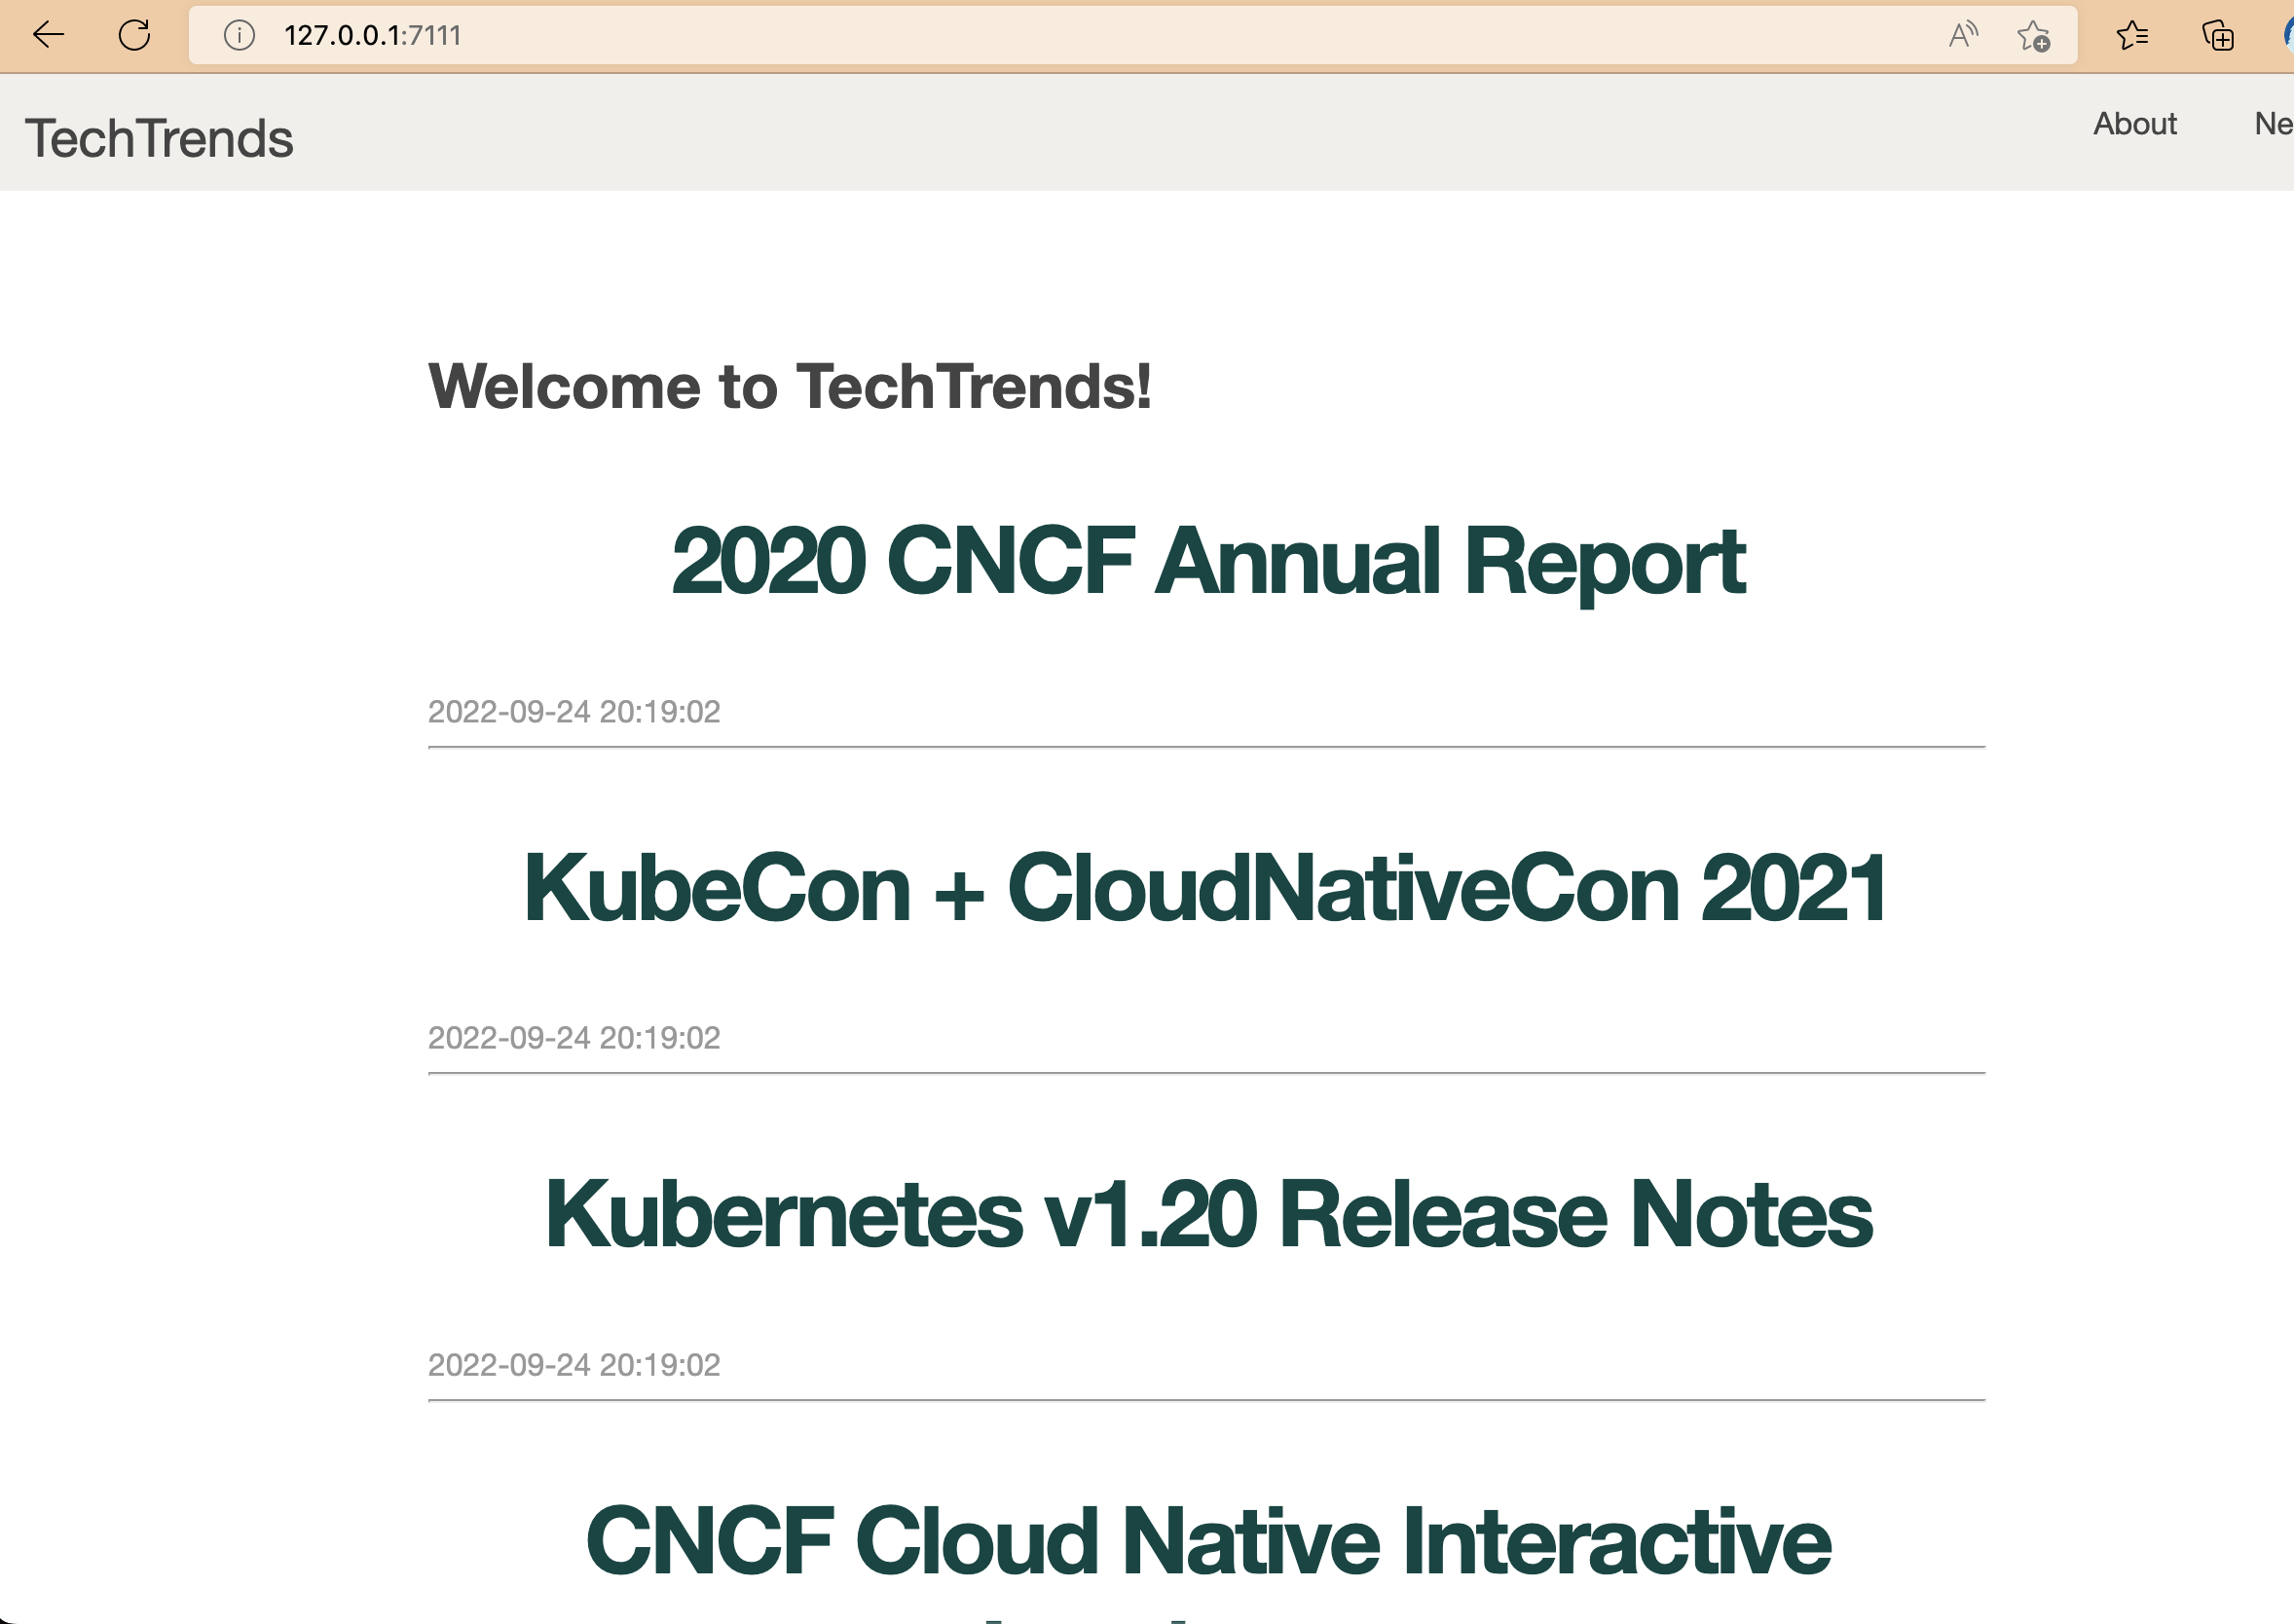 127.0.0.1:7111
TechTrends
About
Welcome to TechTrends!
2020 CNCF Annual Report
2022-09-24 20:19:02
KubeCon + CloudNativeCon 2021
2022-09-24 20:19:02
Kubernetes v1.20 Release Notes
2022-09-24 20:19:02
CNCF Cloud Native Interactive